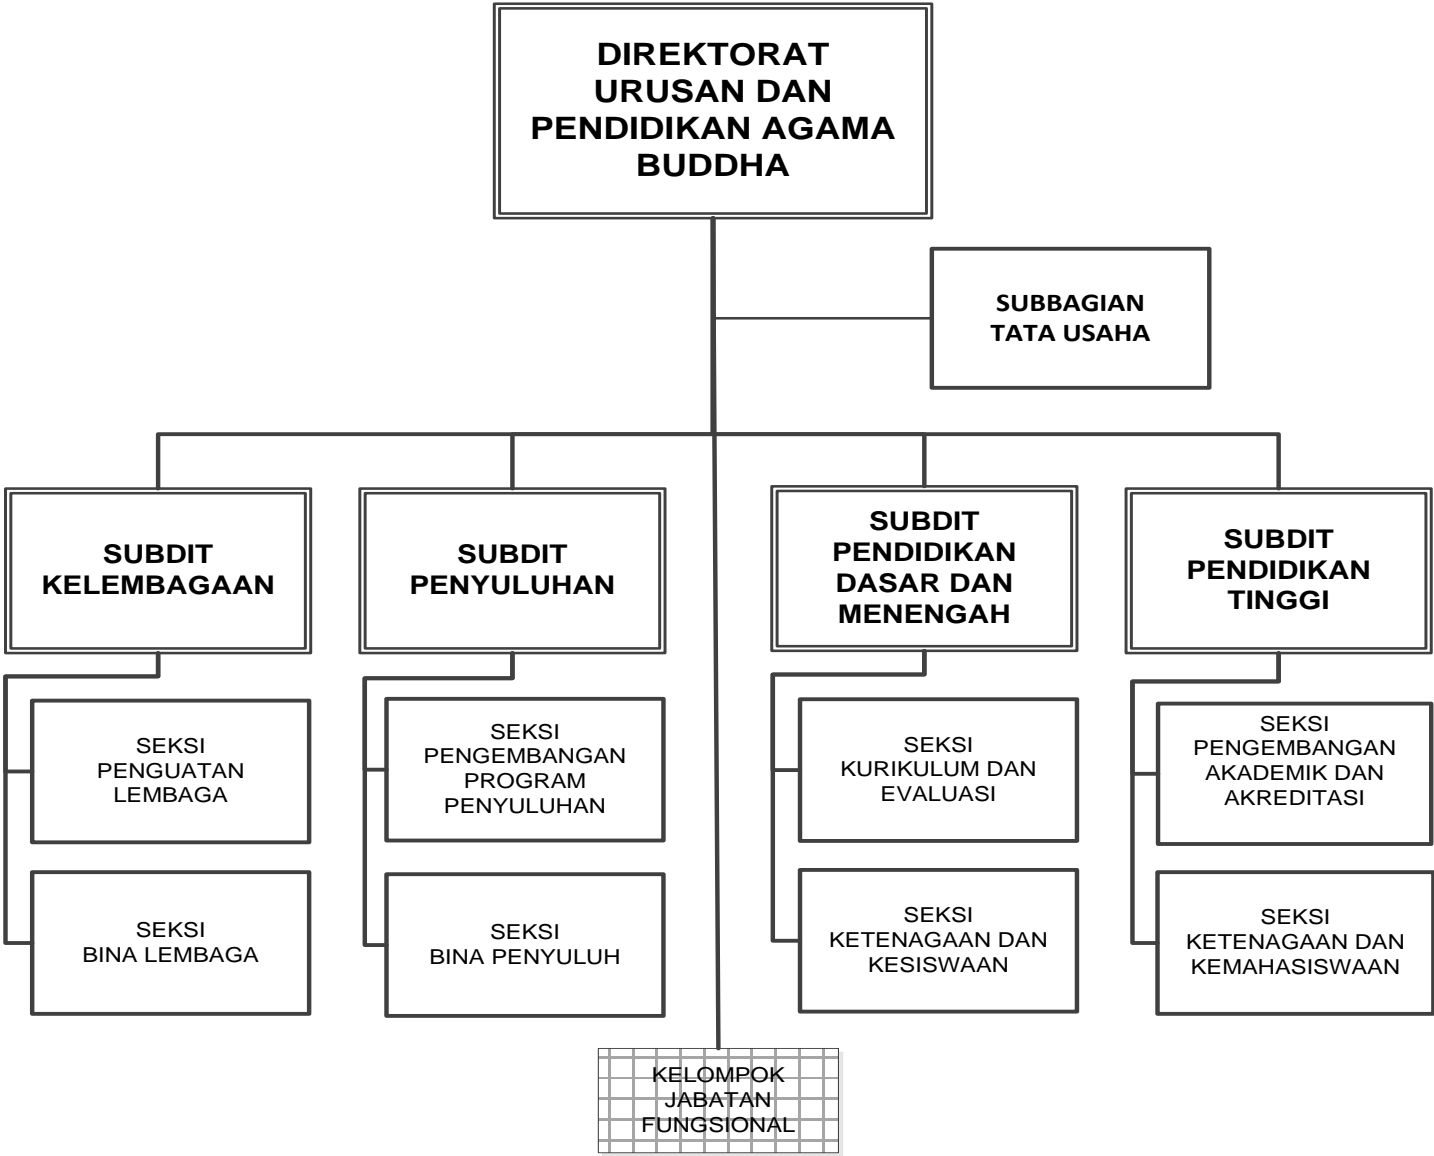 DIREKTORAT
URUSAN DAN
PENDIDIKAN AGAMA
BUDDHA
SUBBAGIAN
TATA USAHA
SUBDIT
KELEMBAGAAN
SUBDIT
PENYULUHAN
SUBDIT
PENDIDIKAN
DASAR DAN
MENENGAH
SUBDIT
PENDIDIKAN
TINGGI
SEKSI
PENGUATAN
LEMBAGA
SEKSI
PENGEMBANGAN
PROGRAM
PENYULUHAN
SEKSI
KURIKULUM DAN
EVALUASI
SEKSI
PENGEMBANGAN
AKADEMIK DAN
AKREDITASI
SEKSI
BINA LEMBAGA
SEKSI
BINA PENYULUH
SEKSI
KETENAGAAN DAN
KESISWAAN
SEKSI
KETENAGAAN DAN
KEMAHASISWAAN
KELOMPOK
JABATAN
FUNGSIONAL